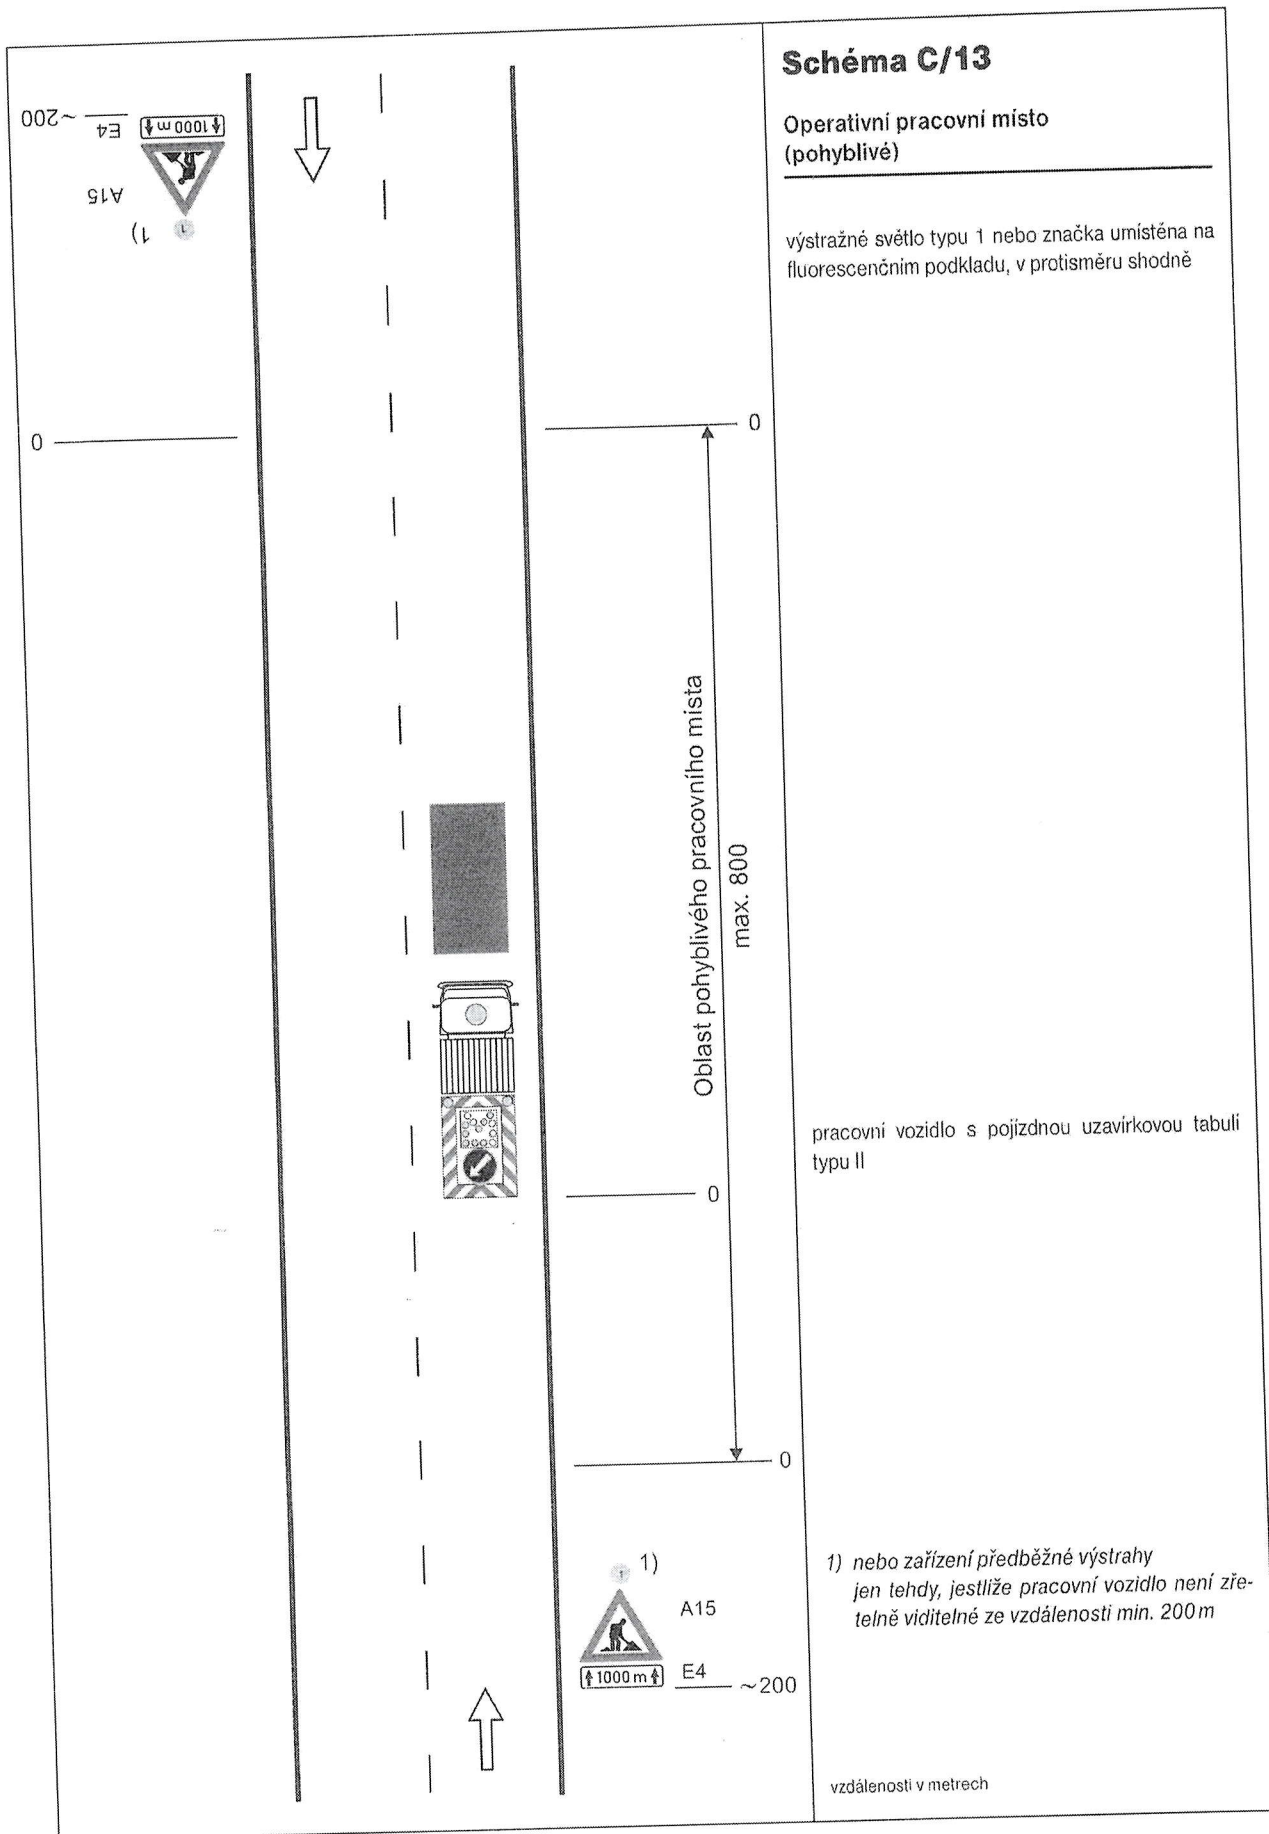 Schéma C/13
Operativní pracovní místo
(pohyblivé)
výstražné světlo typu 1 nebo značka umístěna na
fluorescenčním podkladu, v protisměru shodně
~200
E4
1000 m
A15
1
1)
0
0
Oblast pohyblivého pracovního místa
max. 800
pracovní vozidlo s pojízdnou uzavírkovou tabulí
typu II
0
0
1
1)
A15
1000 m
E4
~200
1) nebo zařízení předběžné výstrahy
jen tehdy, jestliže pracovní vozidlo není zře-
telně viditelné ze vzdálenosti min. 200 m
vzdálenosti v metrech